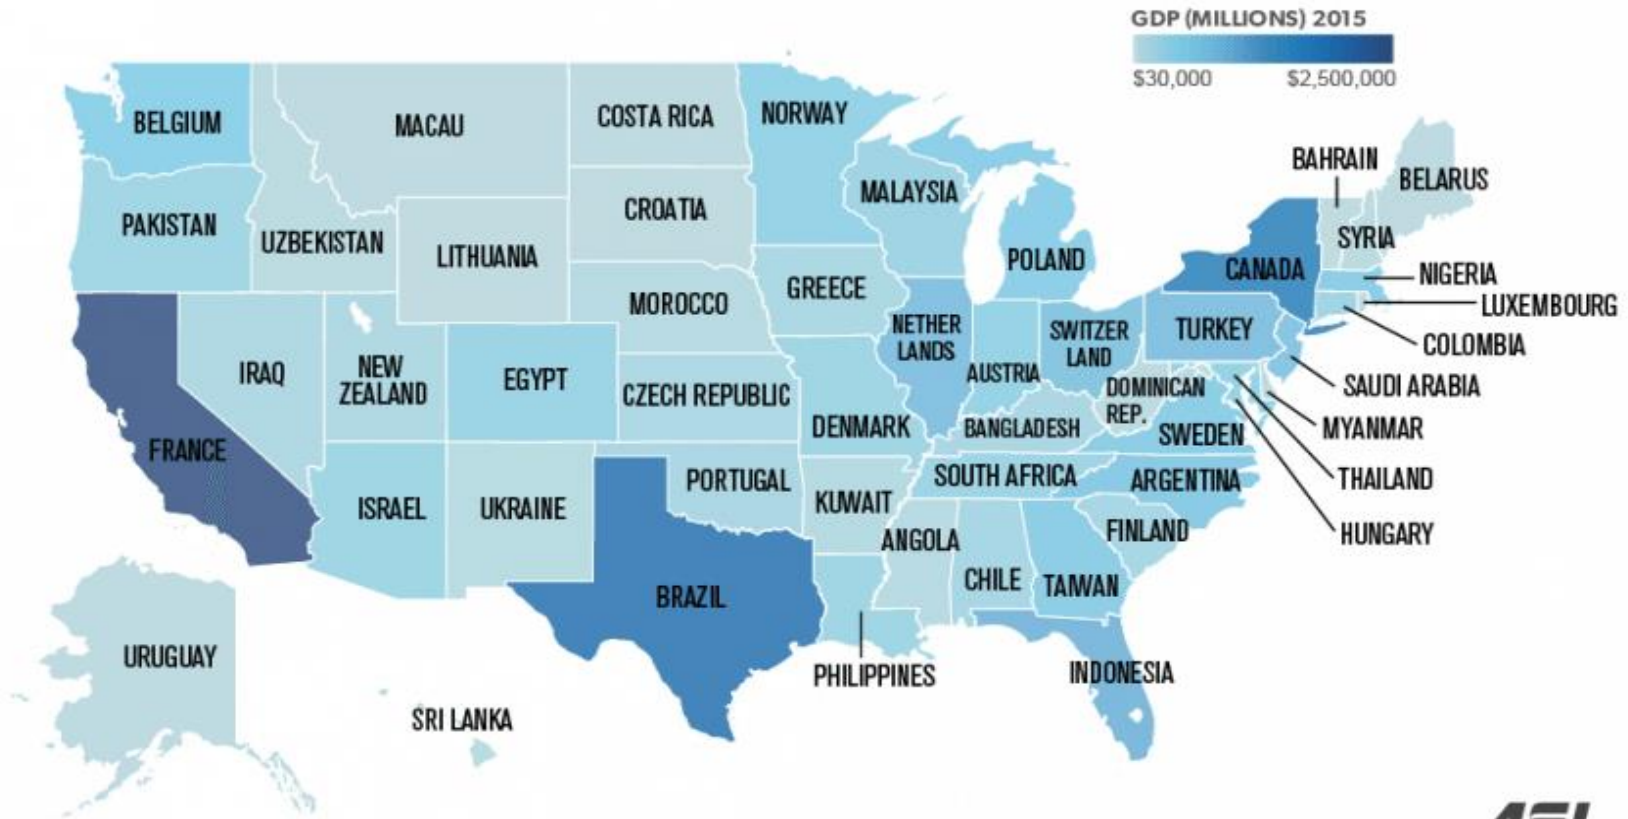 GDP (MILLIONS) 2015
$30,000 $2,500,000
BELGIUM
MACAU
COSTA RICA
NORWAY
BAHRAIN
BELARUS
PAKISTAN
UZBEKISTAN
LITHUANIA
CROATIA
MALAYSIA
POLAND
CANADA
SYRIA
NIGERIA
LUXEMBOURG
COLOMBIA
SAUDI ARABIA
MYANMAR
THAILAND
HUNGARY
MOROCCO
GREECE
NETHER
LANDS
AUSTRIA
SWITZER
LAND
TURKEY
IRAQ
NEW
ZEALAND
EGYPT
CZECH REPUBLIC
DENMARK
BANGLADESH
DOMINICAN
REP.
SWEDEN
FRANCE
ISRAEL
UKRAINE
PORTUGAL
KUWAIT
SOUTH AFRICA
ARGENTINA
ANGOLA
CHILE
TAIWAN
FINLAND
BRAZIL
PHILIPPINES
INDONESIA
URUGUAY
SRI LANKA